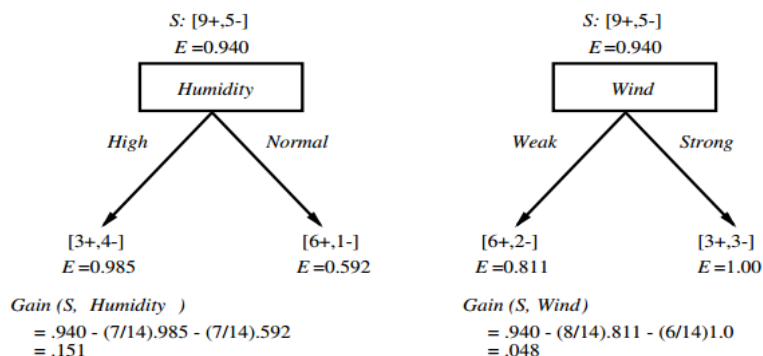 S: [9+,5-]
E =0.940
Humidity
High
Normal
[3+,4-]
E =0.985
[6+,1-]
E =0.592
Gain (S, Humidity )
= .940 - (7/14).985 - (7/14).592
= .151
S: [9+,5-]
E =0.940
Wind
Weak
Strong
[6+,2-]
E =0.811
[3+,3-]
E =1.00
Gain (S, Wind)
= .940 - (8/14).811 - (6/14)1.0
= .048